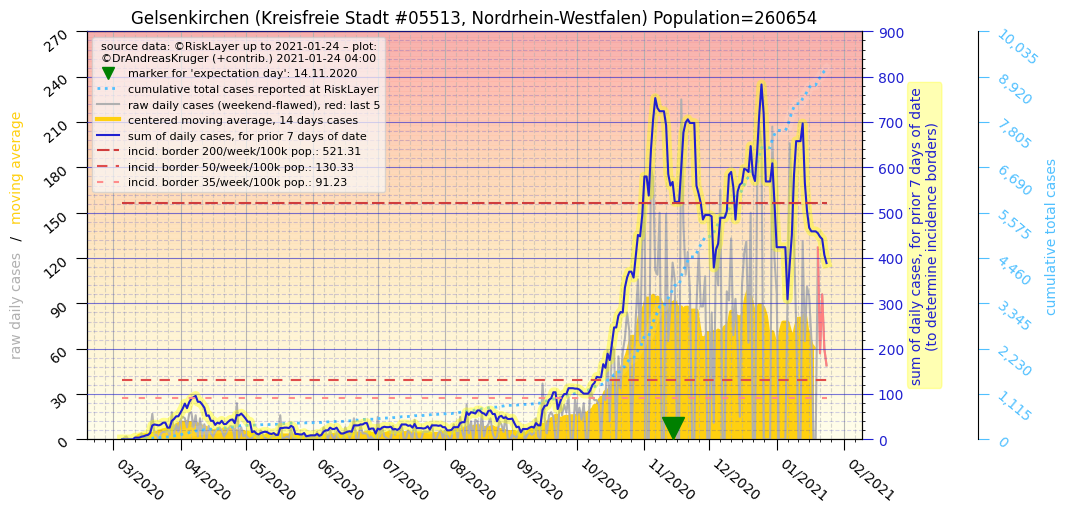 Gelsenkirchen (Kreisfreie Stadt #05513, Nordrhein-Westfalen) Population=260654
source data: ©RiskLayer up to 2021-01-24 – plot:
©DrAndreasKruger (+contrib.) 2021-01-24 04:00
marker for 'expectation day': 14.11.2020
cumulative total cases reported at RiskLayer
raw daily cases (weekend-flawed), red: last 5
centered moving average, 14 days cases
sum of daily cases, for prior 7 days of date
incid. border 200/week/100k pop.: 521.31
incid. border 50/week/100k pop.: 130.33
incid. border 35/week/100k pop.: 91.23
raw daily cases / moving average
270
240
210
180
150
120
90
60
30
0
03/2020
04/2020
05/2020
06/2020
07/2020
08/2020
09/2020
10/2020
11/2020
12/2020
01/2021
02/2021
900
800
700
600
500
400
300
200
100
0
sum of daily cases, for prior 7 days of date
(to determine incidence borders)
10,035
8,920
7,805
6,690
5,575
4,460
3,345
2,230
1,115
0
cumulative total cases